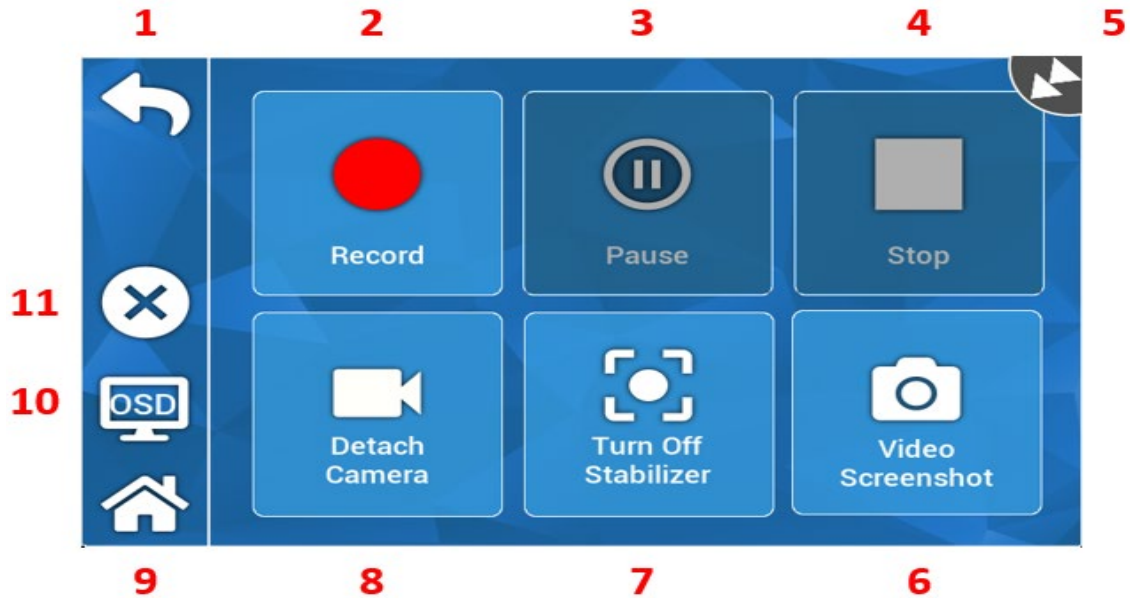 1 2 3 4 5
Record Pause Stop
11
10 OSD
Detach Camera
Turn Off Stabilizer
Video Screenshot
9 8 7 6